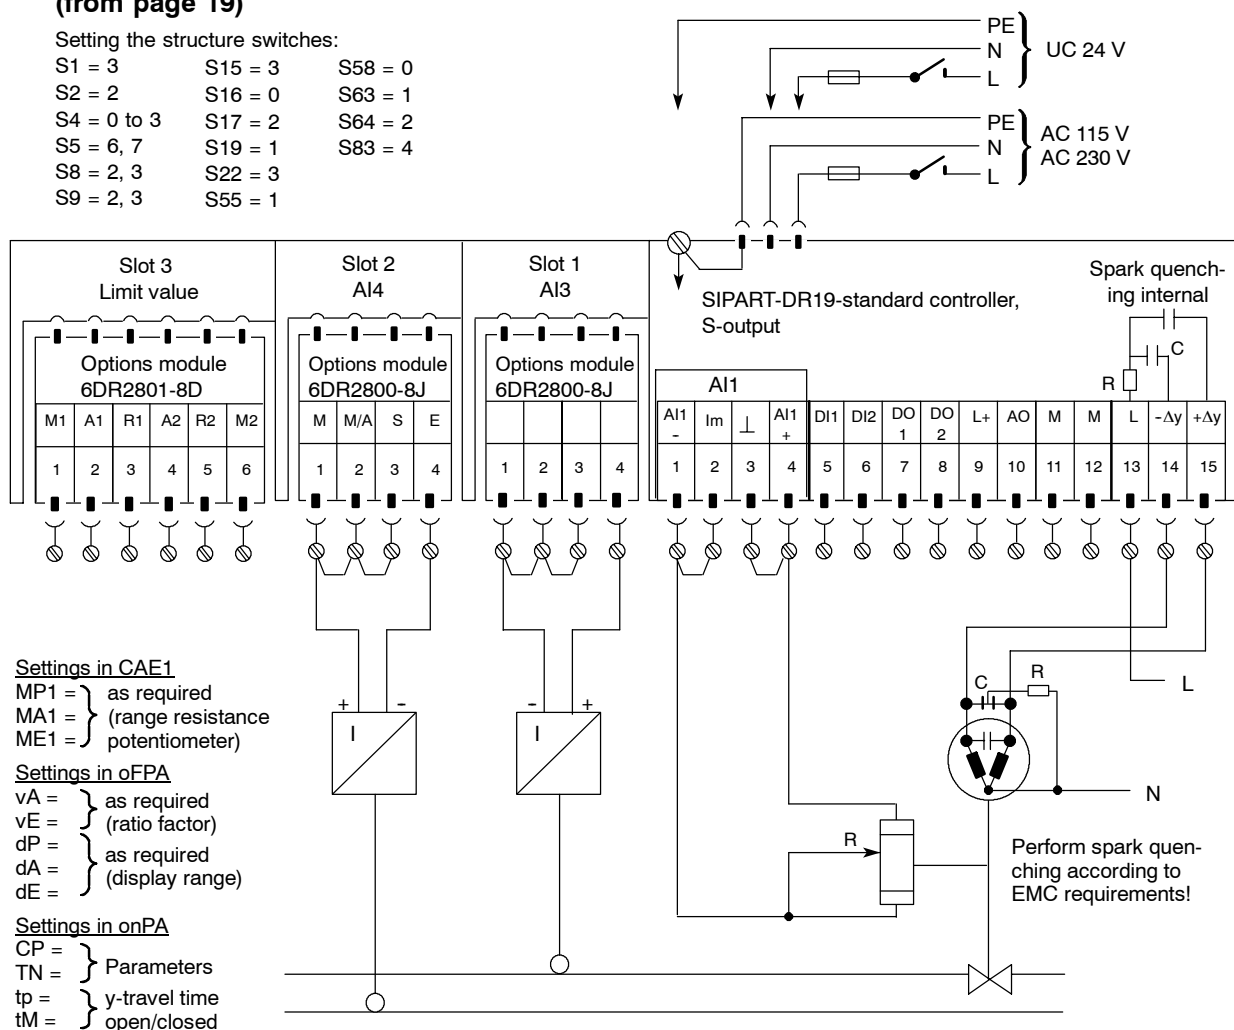 (from page 19)
Setting the structure switches:
S1 = 3
S2 = 2
S4 = 0 to 3
S5 = 6, 7
S8 = 2, 3
S9 = 2, 3
S15 = 3
S16 = 0
S17 = 2
S19 = 1
S22 = 3
S55 = 1
S58 = 0
S63 = 1
S64 = 2
S83 = 4
PE
N
L
UC 24 V
PE
N
L
AC 115 V
AC 230 V
Slot 3
Limit value
Options module
6DR2801-8D
M1 A1 R1 A2 R2 M2
1 2 3 4 5 6
Slot 2
AI4
Options module
6DR2800-8J
M M/A S E
1 2 3 4
Slot 1
AI3
Options module
6DR2800-8J
1 2 3 4
SIPART-DR19-standard controller,
S-output
Spark quench-
ing internal
C
R
AI1
AI1 - Im ⊥ AI1 + DI1 DI2 DO 1 DO 2 L+ AO M M L -Δy +Δy
1 2 3 4 5 6 7 8 9 10 11 12 13 14 15
+ -
I
- +
I
C R
L
N
R
Perform spark quen-
ching according to
EMC requirements!
Settings in CAE1
MP1 =
MA1 =
ME1 =
as required
(range resistance
potentiometer)
Settings in oFPA
vA =
vE =
as required
(ratio factor)
dP =
dA =
dE =
as required
(display range)
Settings in onPA
CP =
TN =
Parameters
tp =
tM =
y-travel time
open/closed